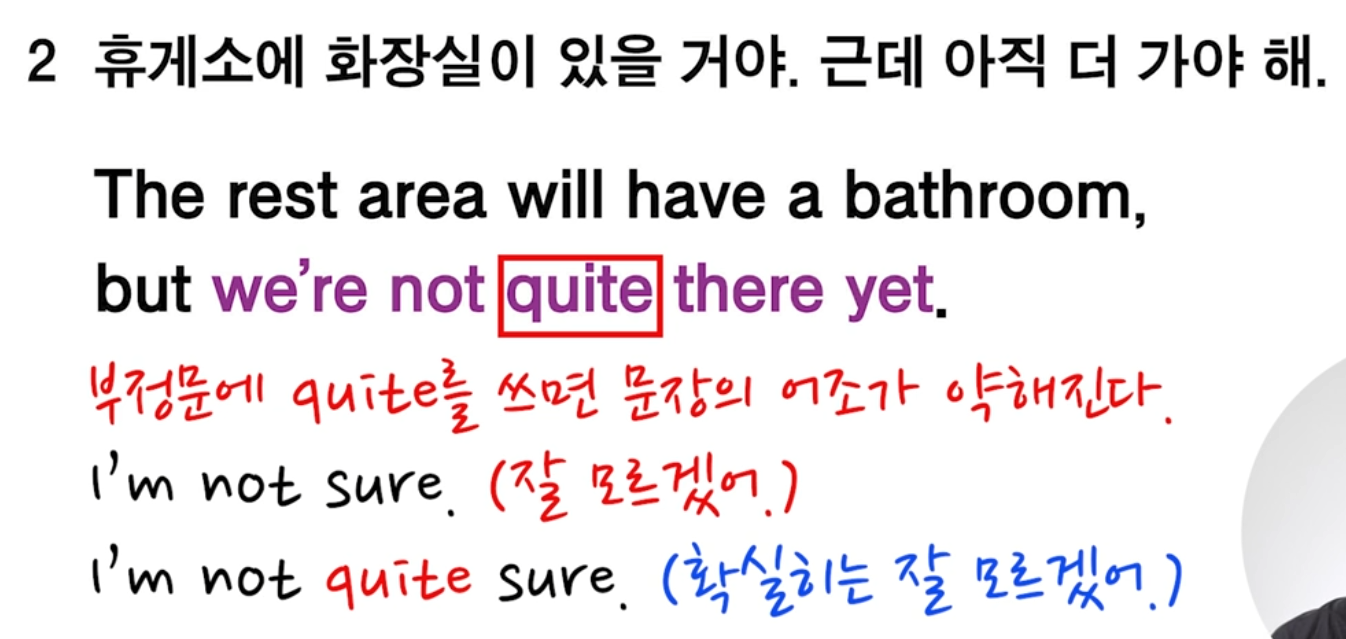 2 휴게소에 화장실이 있을 거야. 근데 아직 더 가야 해.
The rest area will have a bathroom,
but we're not quite there yet.
부정문에 quite를 쓰면 문장의 어조가 약해진다.
I'm not sure. (잘 모르겠어.)
I'm not quite sure. (확실히는 잘 모르겠어.)